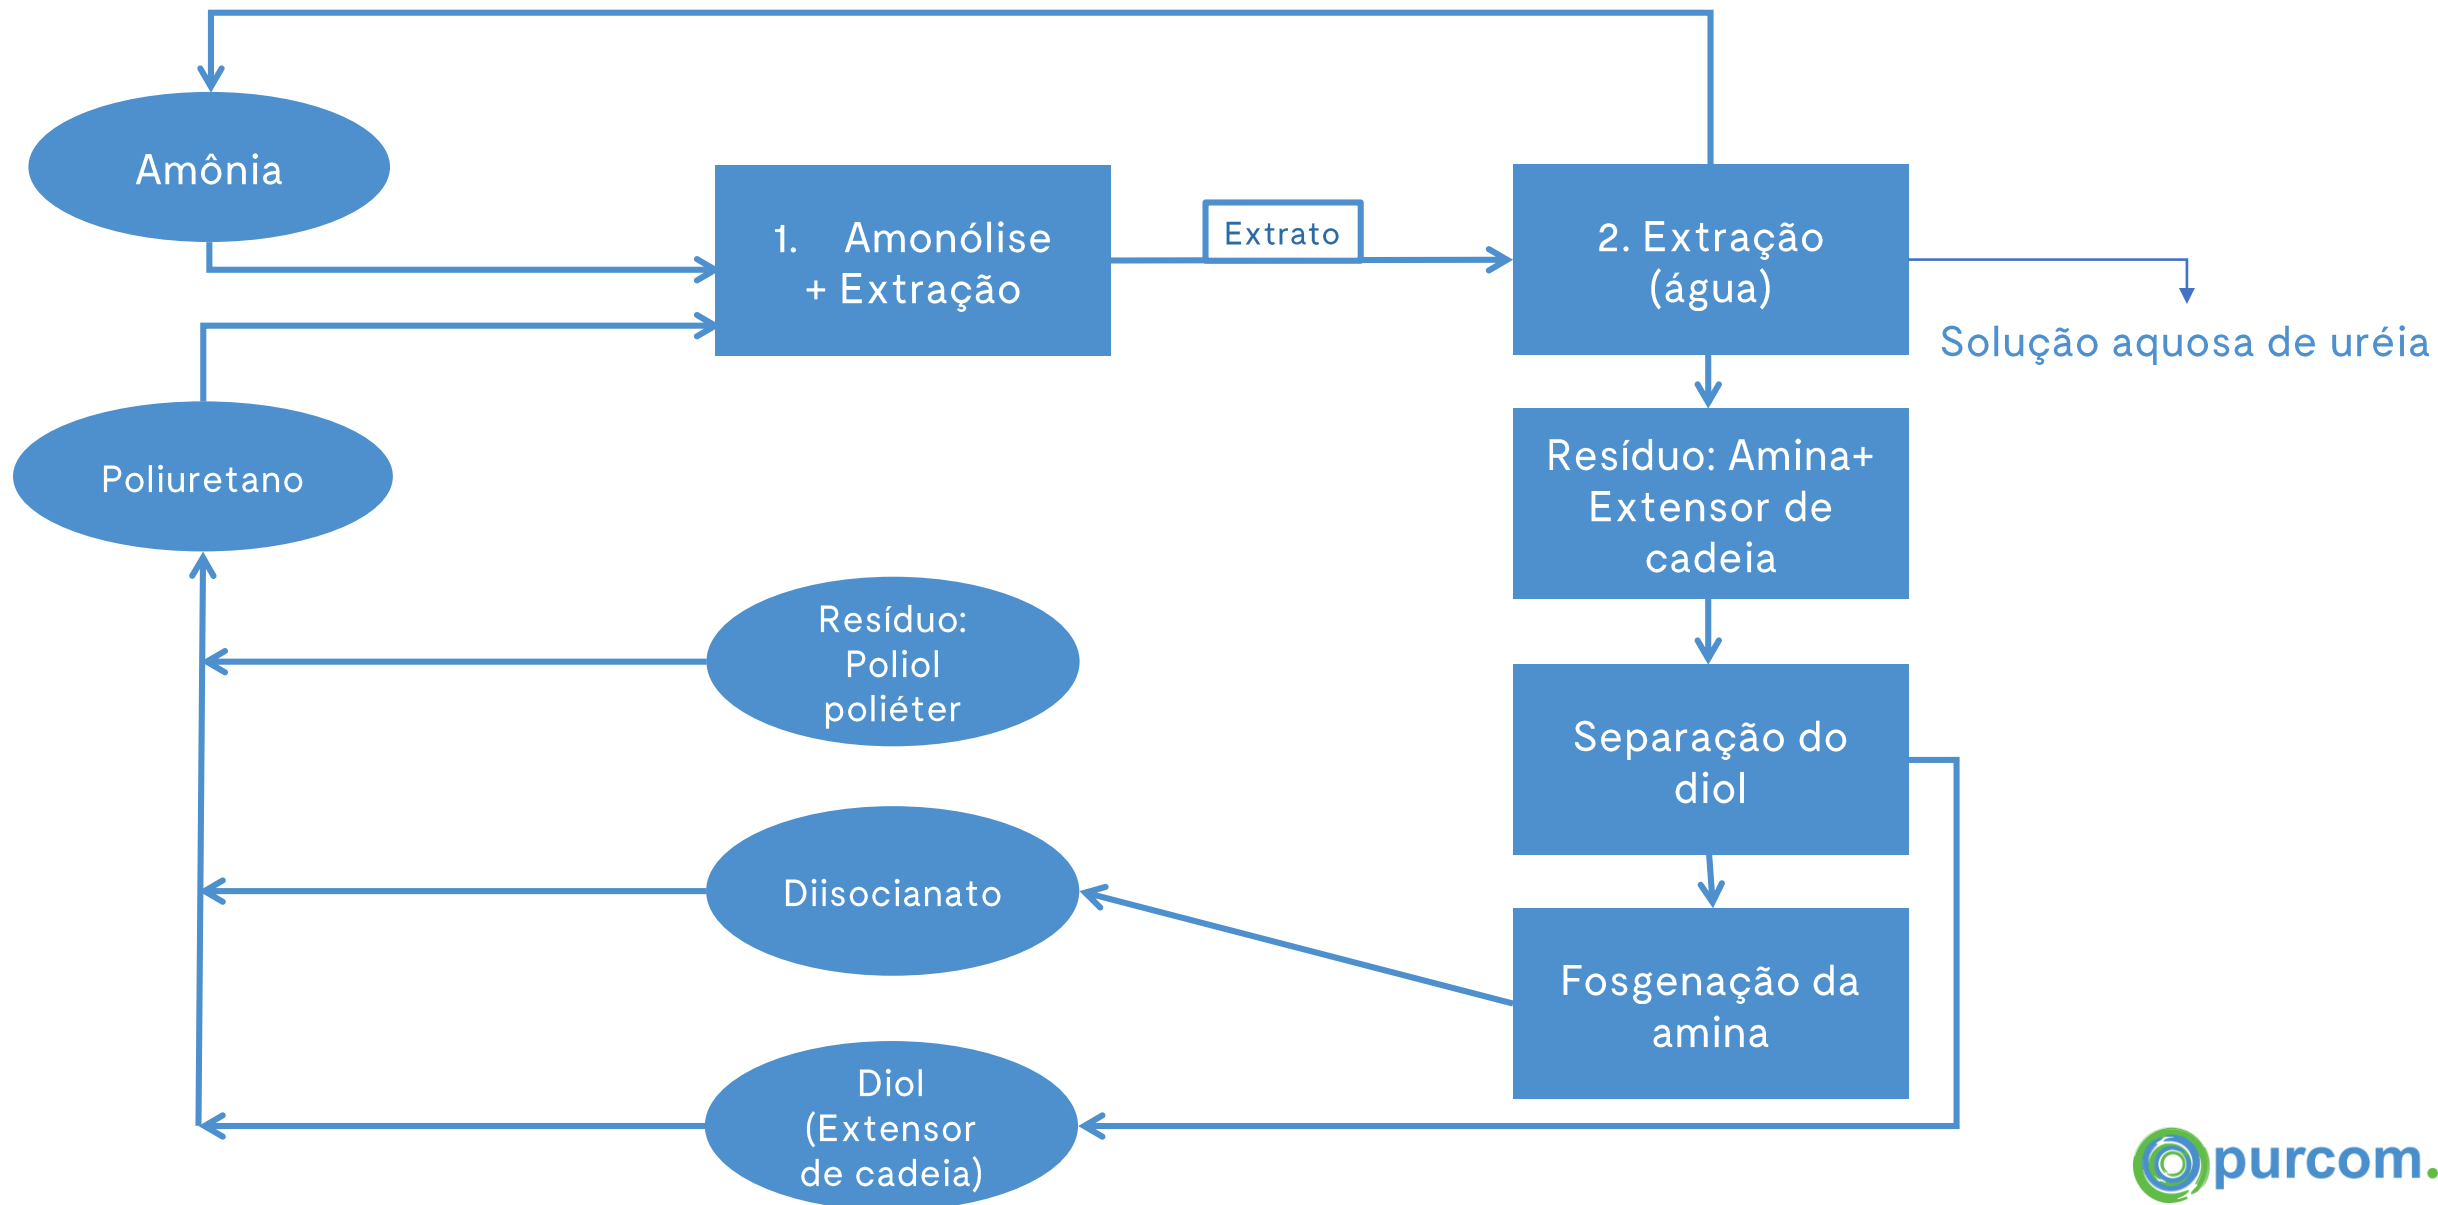 Amônia
1. Amonólise
+ Extração
Extrato
2. Extração
(água)
Solução aquosa de uréia
Poliuretano
Resíduo: Amina+
Extensor de
cadeia
Resíduo:
Poliol
poliéter
Separação do
diol
Diisocianato
Fosgenação da
amina
Diol
(Extensor
de cadeia)
purcom.